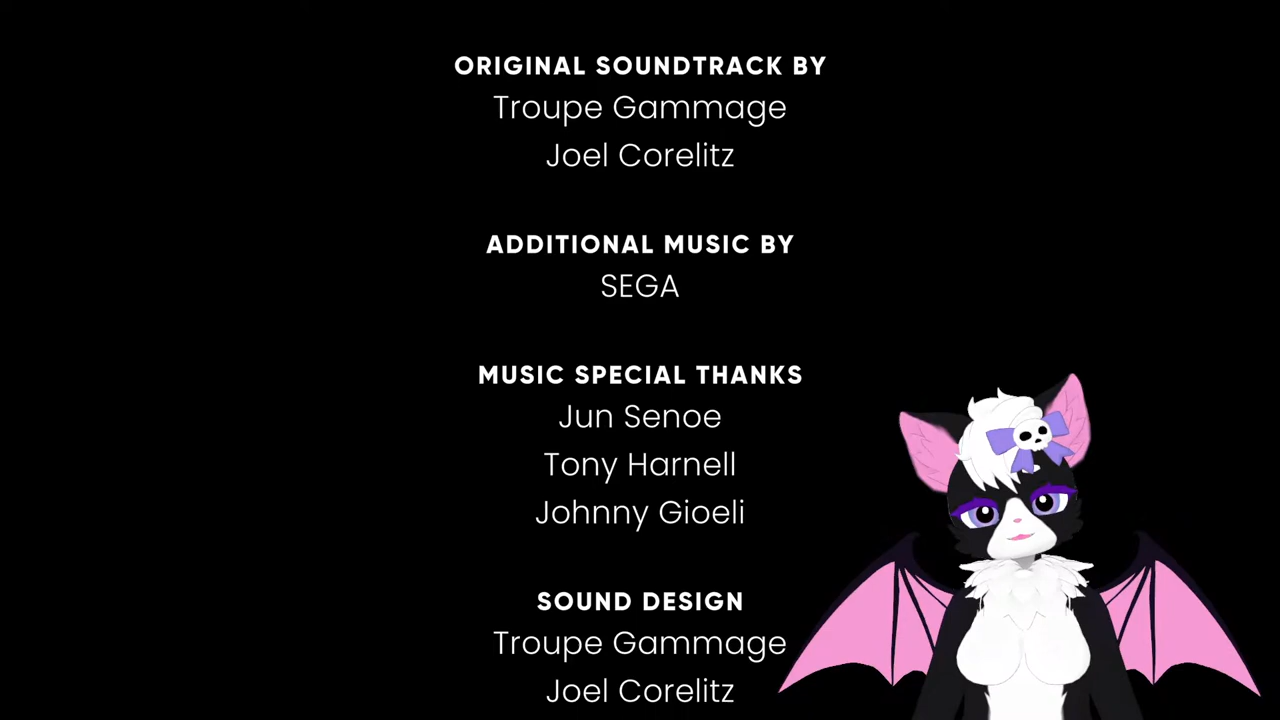 ORIGINAL SOUNDTRACK BY
Troupe Gammage
Joel Corelitz
ADDITIONAL MUSIC BY
SEGA
MUSIC SPECIAL THANKS
Jun Senoe
Tony Harnell
Johnny Gioeli
SOUND DESIGN
Troupe Gammage
Joel Corelitz